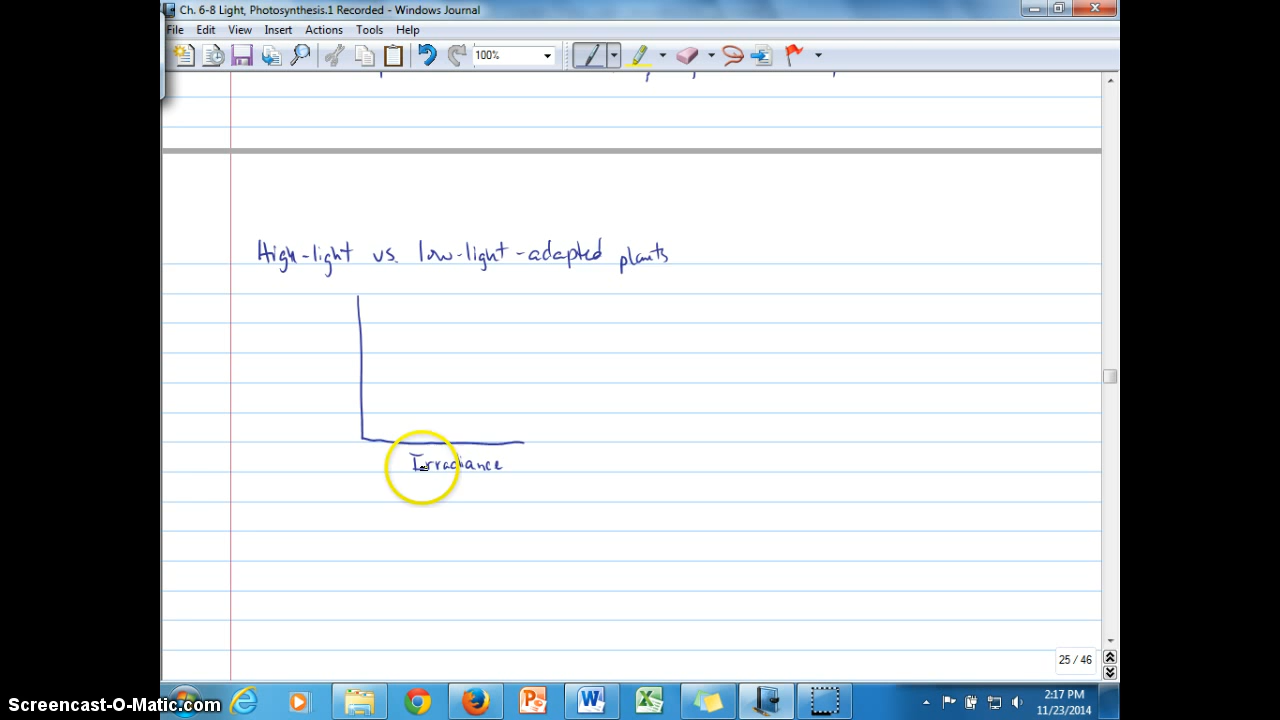 Ch. 6-8 Light, Photosynthesis.1 Recorded - Windows Journal
File Edit View Insert Actions Tools Help
100%
High-light vs. low-light-adapted plants
Irradiance
25 / 46
2:17 PM
11/23/2014
Screencast-O-Matic.com